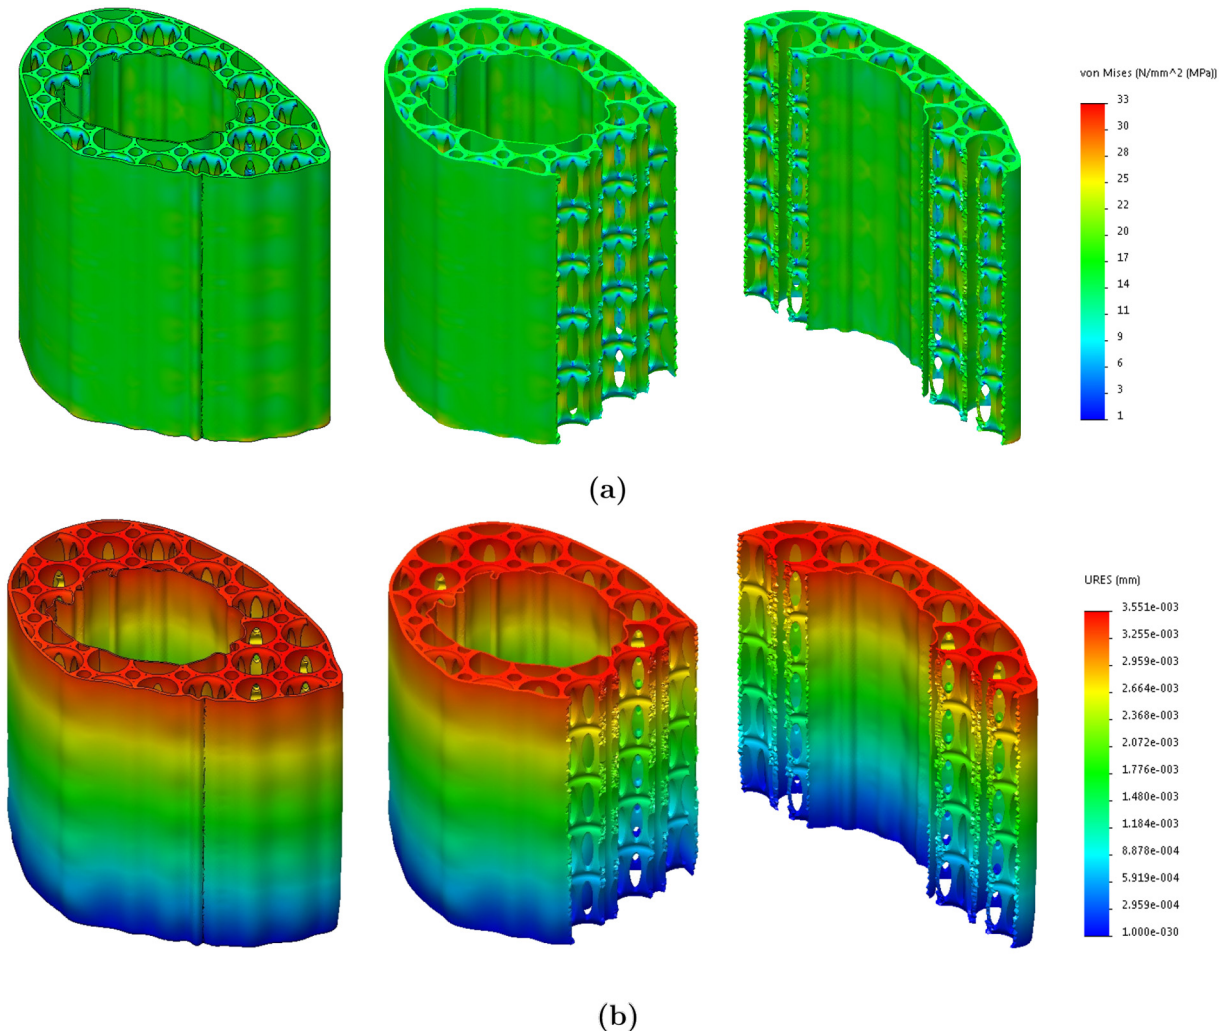 von Mises (N/mm^2 (MPa))
33
30
28
25
22
20
17
14
11
9
6
3
1
(a)
URES (mm)
3.551e-003
3.255e-003
2.959e-003
2.664e-003
2.368e-003
2.072e-003
1.776e-003
1.480e-003
1.184e-003
8.878e-004
5.919e-004
2.959e-004
1.000e-030
(b)